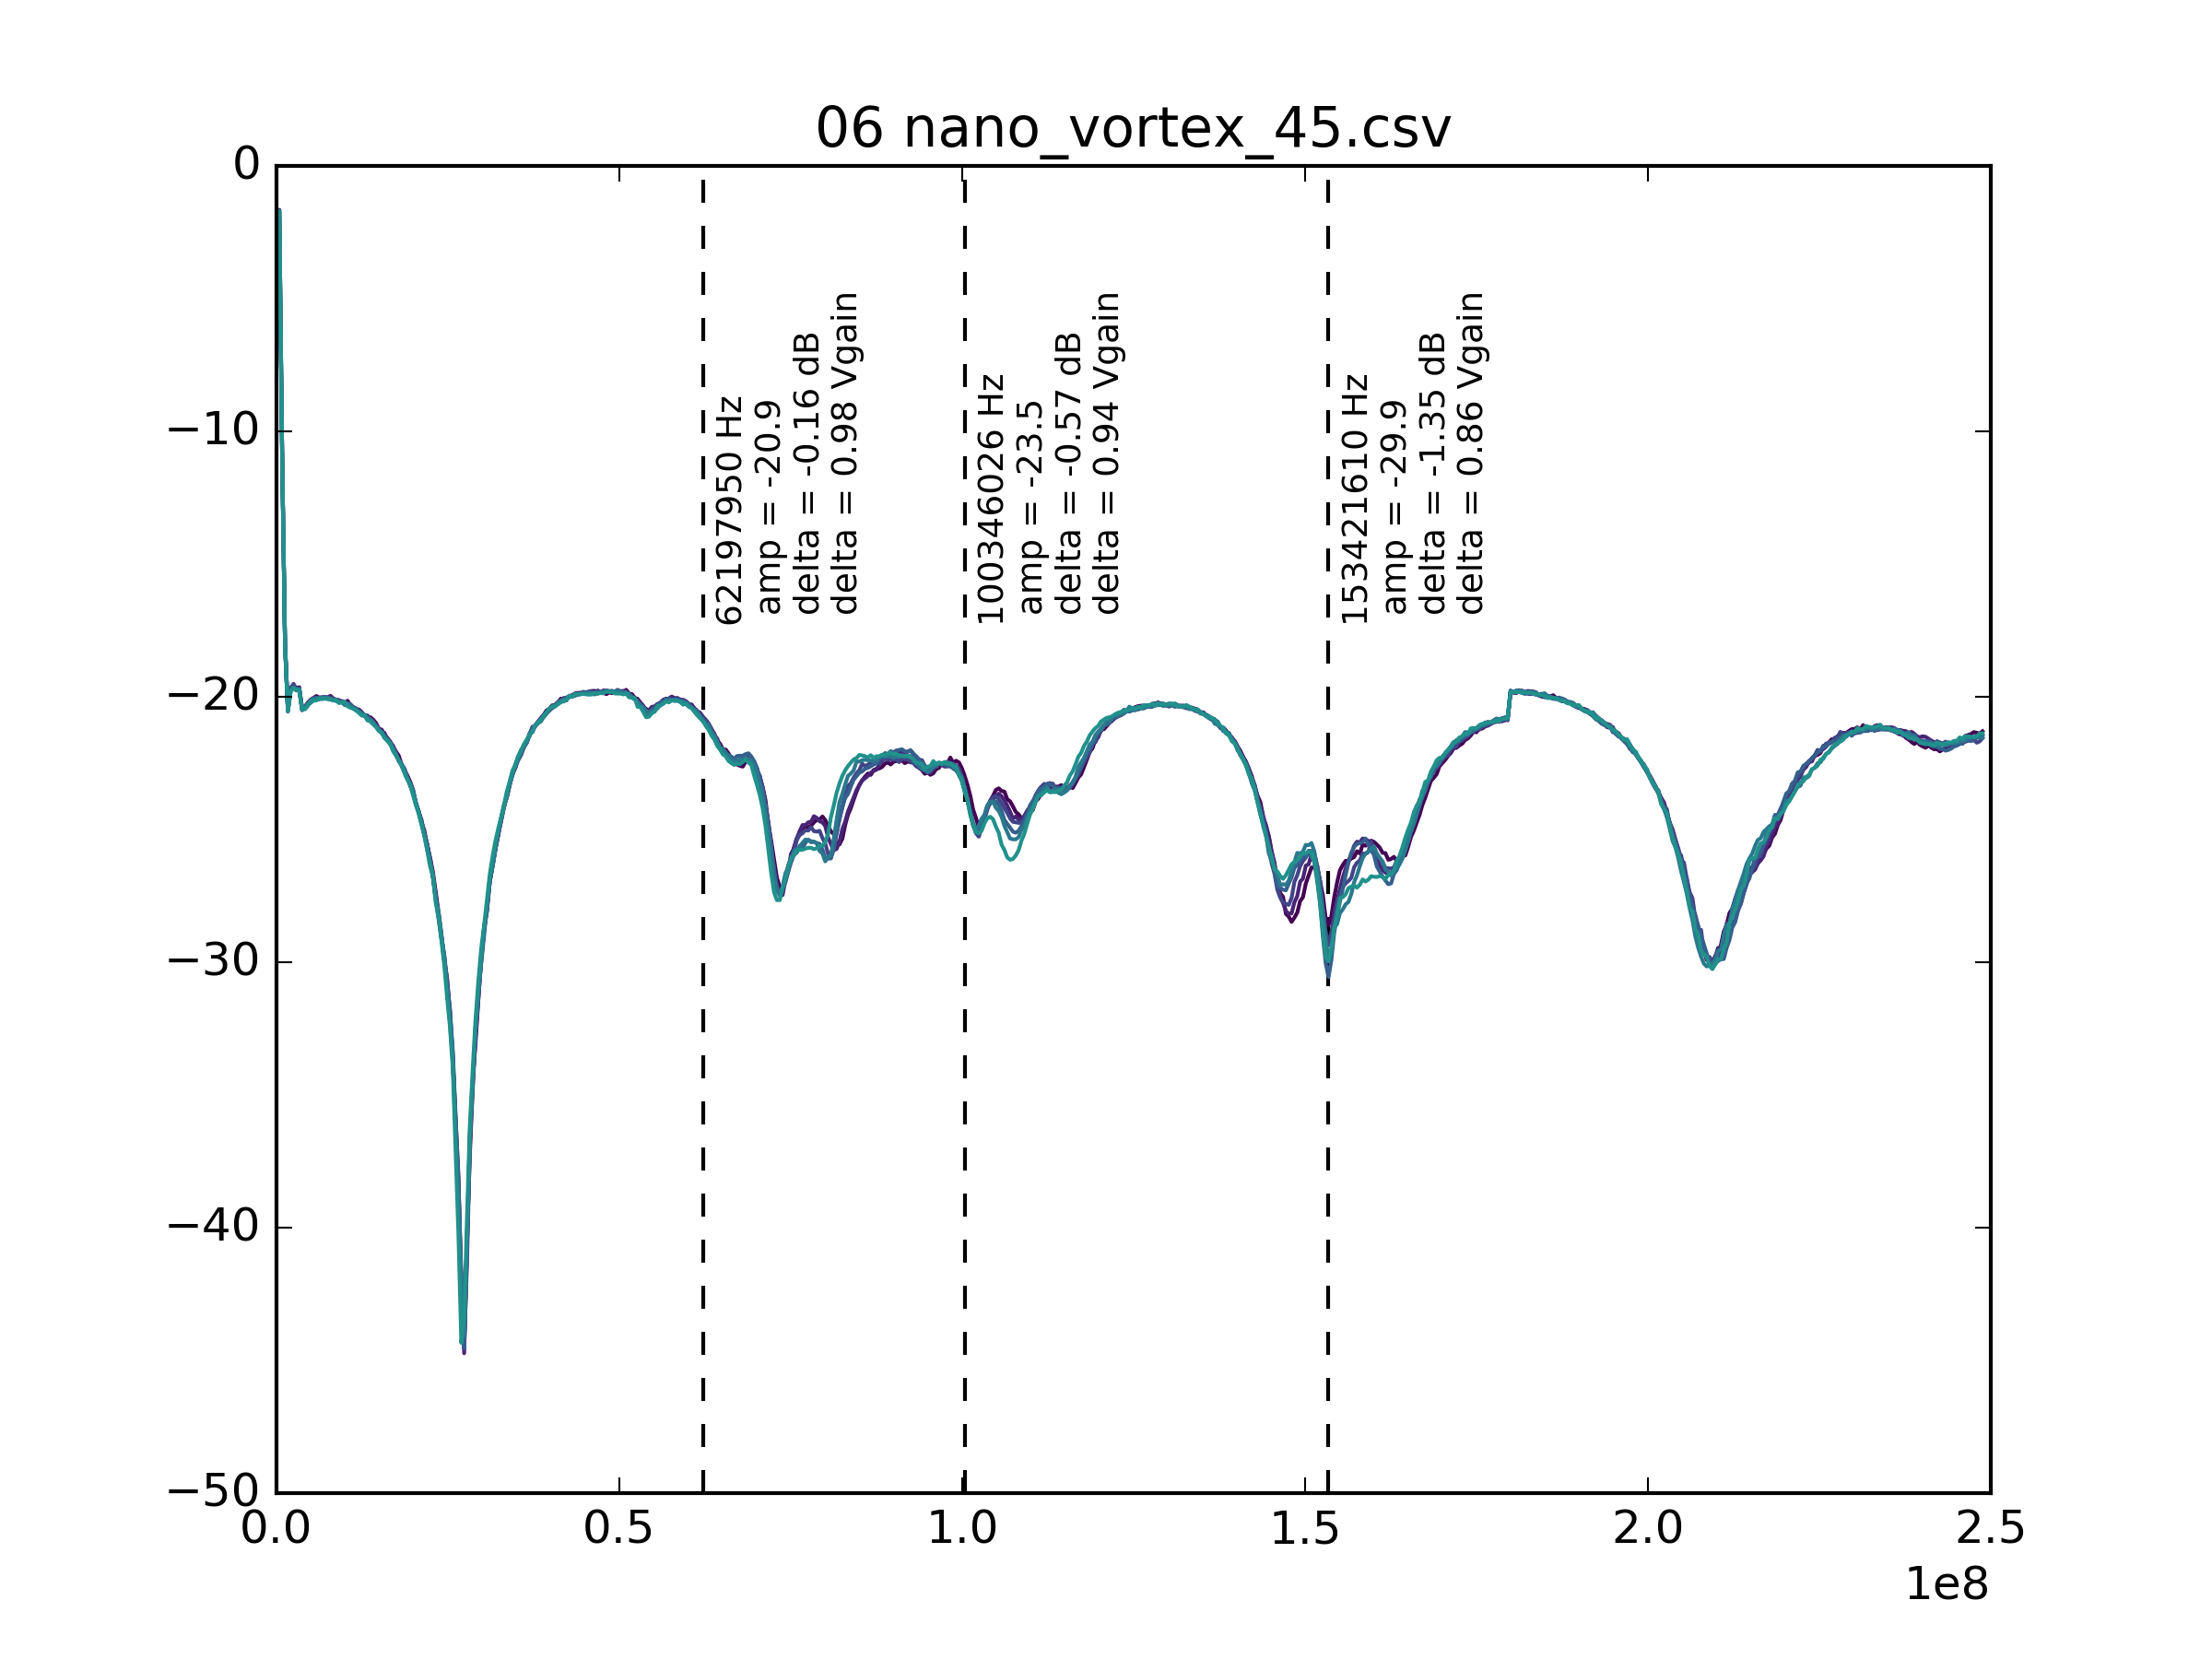 06 nano_vortex_45.csv
0
−10
−20
−30
−40
−50
62197950 Hz
amp = -20.9
delta = -0.16 dB
delta = 0.98 Vgain
100346026 Hz
amp = -23.5
delta = -0.57 dB
delta = 0.94 Vgain
153421610 Hz
amp = -29.9
delta = -1.35 dB
delta = 0.86 Vgain
0.0 0.5 1.0 1.5 2.0 2.5
1e8